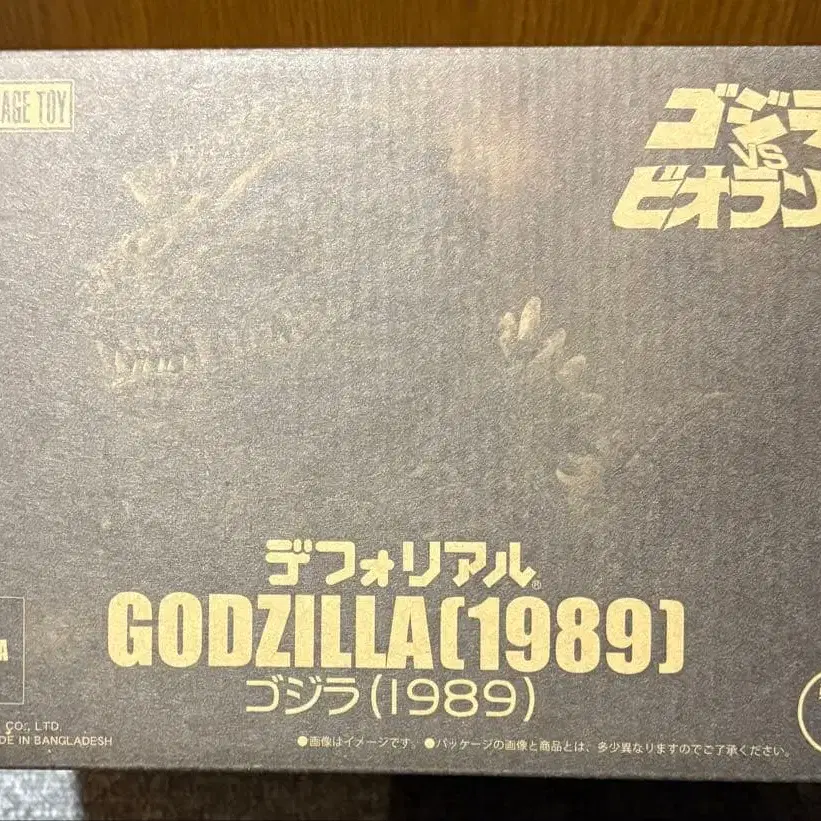 AGE TOY
ゴジラ
VS
ビオラン
デフォリアル®
GODZILLA(1989)
ゴジラ(1989)
A
CO., LTD.
DE IN BANGLADESH
●画像はイメージです。●パッケージの画像と商品とは、多少異なりますのでご了承ください。